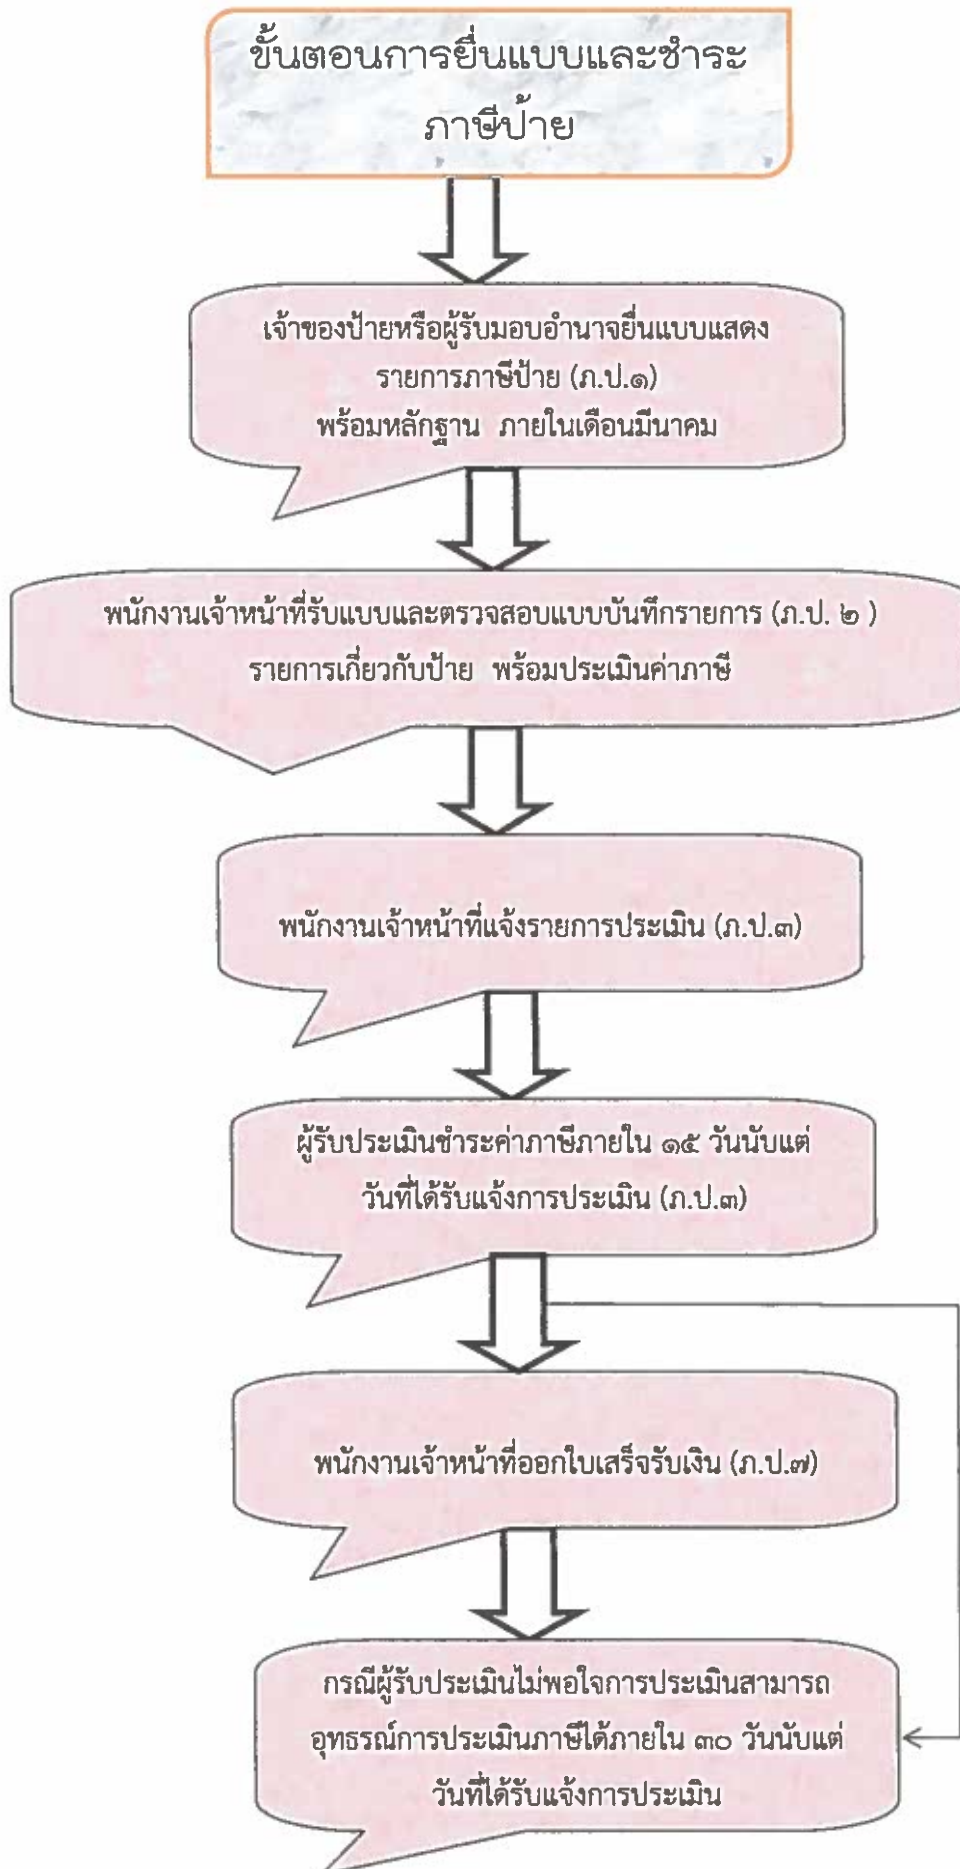 ขั้นตอนการยื่นแบบและชำระ
ภาษีป้าย
เจ้าของป้ายหรือผู้รับมอบอำนาจยื่นแบบแสดง
รายการภาษีป้าย (ภ.ป.๑)
พร้อมหลักฐาน ภายในเดือนมีนาคม
พนักงานเจ้าหน้าที่รับแบบและตรวจสอบแบบบันทึกรายการ (ภ.ป. ๒ )
รายการเกี่ยวกับป้าย พร้อมประเมินค่าภาษี
พนักงานเจ้าหน้าที่แจ้งรายการประเมิน (ภ.ป.๓)
ผู้รับประเมินชำระค่าภาษีภายใน ๑๕ วันนับแต่
วันที่ได้รับแจ้งการประเมิน (ภ.ป.๓)
พนักงานเจ้าหน้าที่ออกใบเสร็จรับเงิน (ภ.ป.๗)
กรณีผู้รับประเมินไม่พอใจการประเมินสามารถ
อุทธรณ์การประเมินภาษีได้ภายใน ๓๐ วันนับแต่
วันที่ได้รับแจ้งการประเมิน